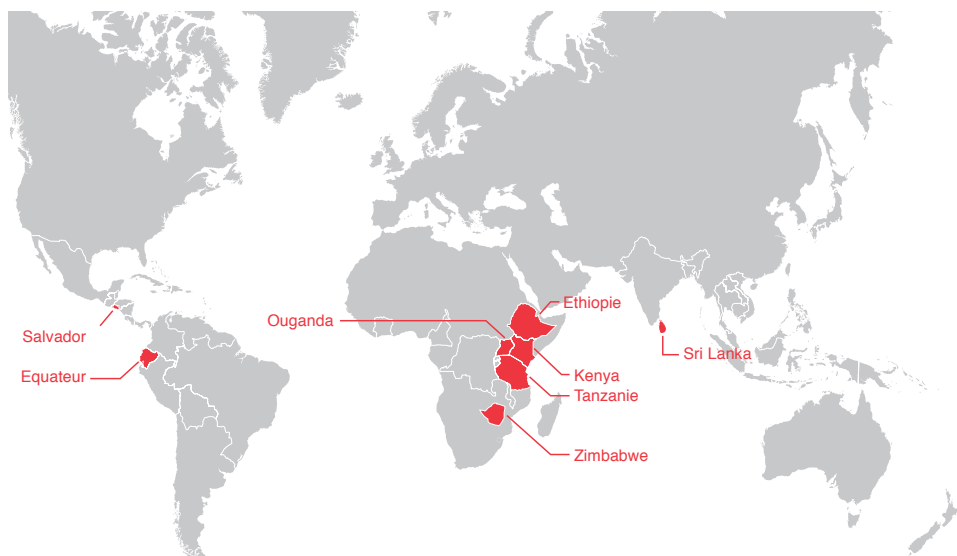 Ethiopie
Ouganda
Salvador
Sri Lanka
Equateur
Kenya
Tanzanie
Zimbabwe